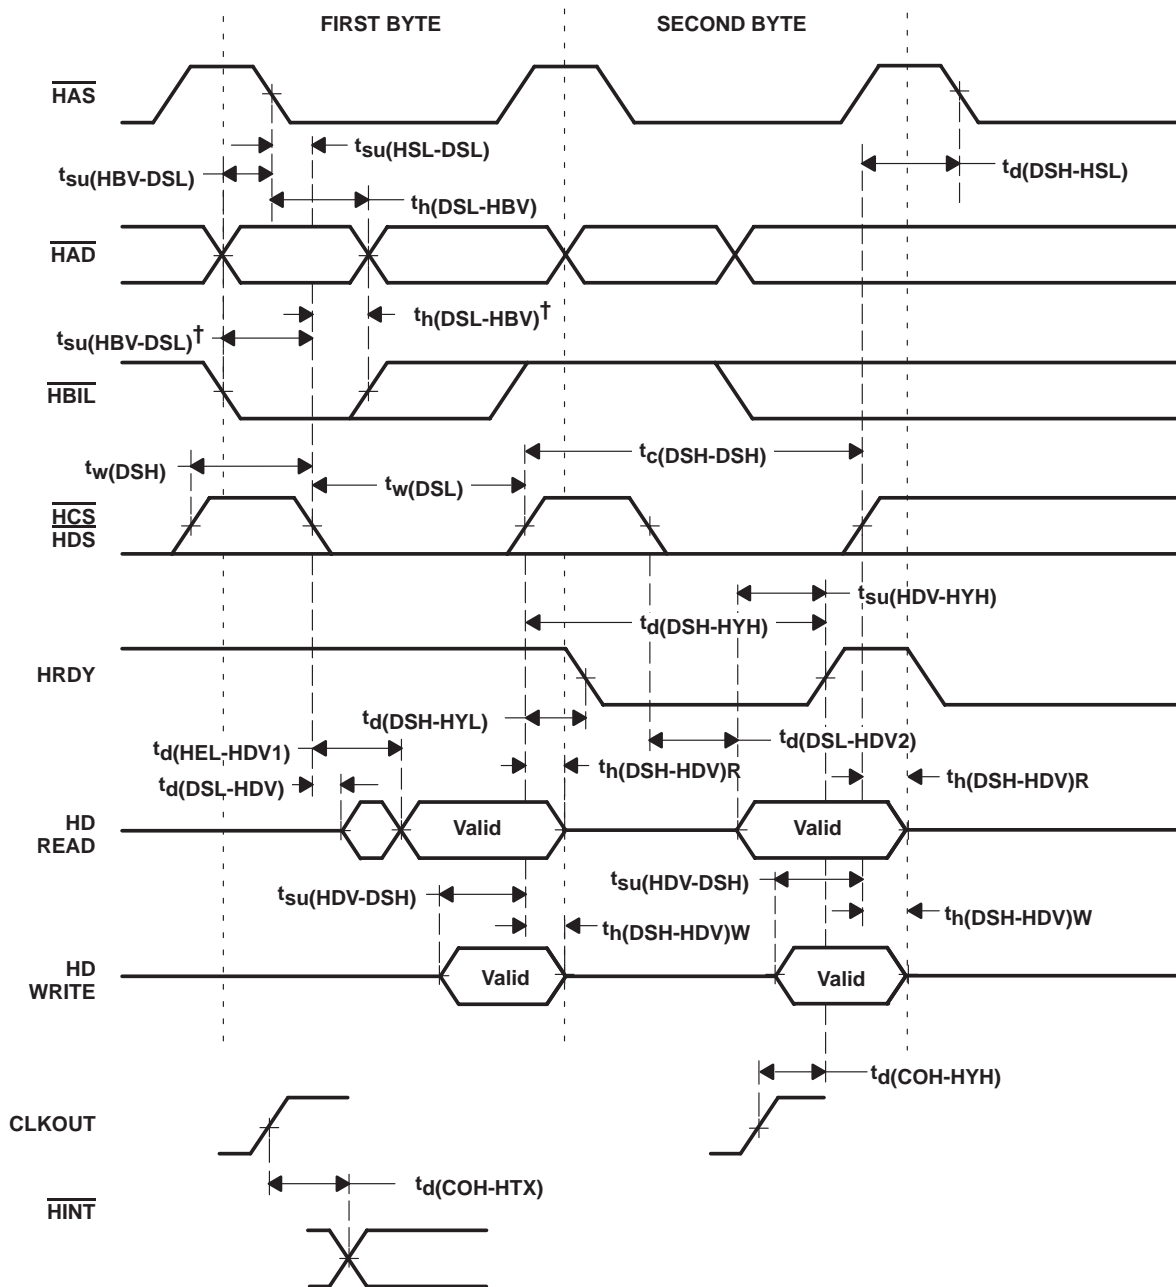 FIRST BYTE SECOND BYTE
HAS
tsu(HSL-DSL)
tsu(HBV-DSL)
td(DSH-HSL)
th(DSL-HBV)
HAD
th(DSL-HBV)†
tsu(HBV-DSL)†
HBIL
tc(DSH-DSH)
tw(DSH)
tw(DSL)
HCS
HDS
tsu(HDV-HYH)
td(DSH-HYH)
HRDY
td(DSH-HYL)
td(HEL-HDV1)
td(DSL-HDV2)
th(DSH-HDV)R
th(DSH-HDV)R
td(DSL-HDV)
HD
READ
Valid
Valid
tsu(HDV-DSH)
tsu(HDV-DSH)
th(DSH-HDV)W
th(DSH-HDV)W
HD
WRITE
Valid
Valid
td(COH-HYH)
CLKOUT
td(COH-HTX)
HINT